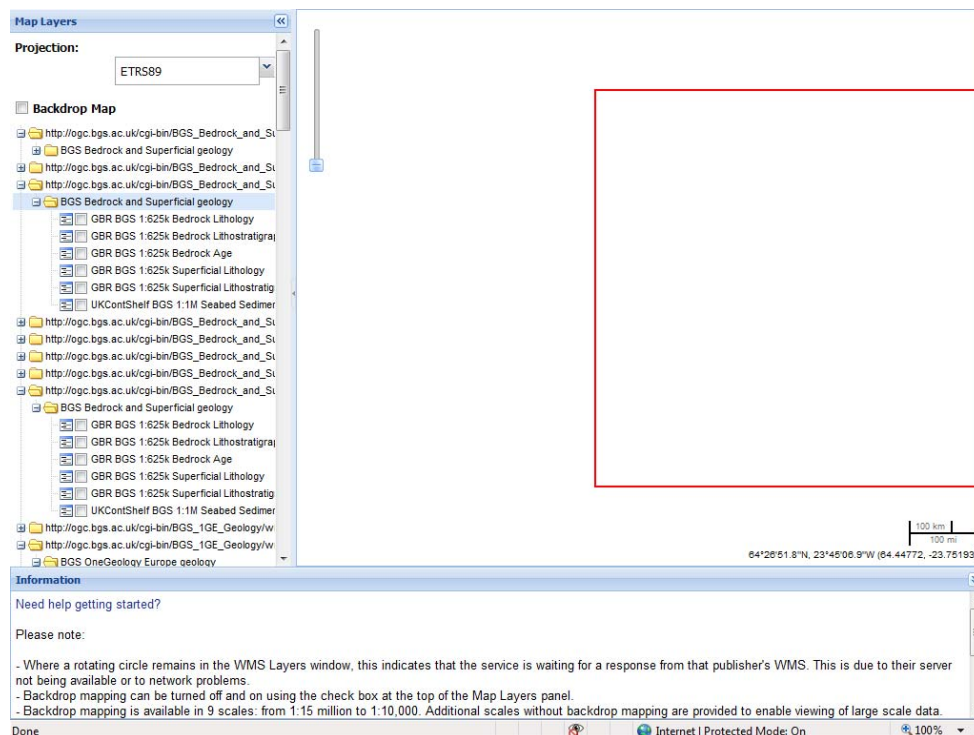 Map Layers
Projection:
ETRS89
Backdrop Map
http://ogc.bgs.ac.uk/cgi-bin/BGS_Bedrock_and_Su
BGS Bedrock and Superficial geology
http://ogc.bgs.ac.uk/cgi-bin/BGS_Bedrock_and_Su
http://ogc.bgs.ac.uk/cgi-bin/BGS_Bedrock_and_Su
BGS Bedrock and Superficial geology
GBR BGS 1:625k Bedrock Lithology
GBR BGS 1:625k Bedrock Lithostratigra
GBR BGS 1:625k Bedrock Age
GBR BGS 1:625k Superficial Lithology
GBR BGS 1:625k Superficial Lithostratig
UKContShelf BGS 1:1M Seabed Sedimer
http://ogc.bgs.ac.uk/cgi-bin/BGS_Bedrock_and_Su
http://ogc.bgs.ac.uk/cgi-bin/BGS_Bedrock_and_Su
http://ogc.bgs.ac.uk/cgi-bin/BGS_Bedrock_and_Su
http://ogc.bgs.ac.uk/cgi-bin/BGS_Bedrock_and_Su
http://ogc.bgs.ac.uk/cgi-bin/BGS_Bedrock_and_Su
BGS Bedrock and Superficial geology
GBR BGS 1:625k Bedrock Lithology
GBR BGS 1:625k Bedrock Lithostratigra
GBR BGS 1:625k Bedrock Age
GBR BGS 1:625k Superficial Lithology
GBR BGS 1:625k Superficial Lithostratig
UKContShelf BGS 1:1M Seabed Sedimer
http://ogc.bgs.ac.uk/cgi-bin/BGS_1GE_Geology/w
http://ogc.bgs.ac.uk/cgi-bin/BGS_1GE_Geology/w
BGS OneGeology Europe geology
100 km
100 mi
64°26'51.8"N, 23°45'06.9"W (64.44772, -23.75193
Information
Need help getting started?
Please note:
- Where a rotating circle remains in the WMS Layers window, this indicates that the service is waiting for a response from that publisher's WMS. This is due to their server
not being available or to network problems.
- Backdrop mapping can be turned off and on using the check box at the top of the Map Layers panel.
- Backdrop mapping is available in 9 scales: from 1:15 million to 1:10,000. Additional scales without backdrop mapping are provided to enable viewing of large scale data.
Done
Internet | Protected Mode: On
100%